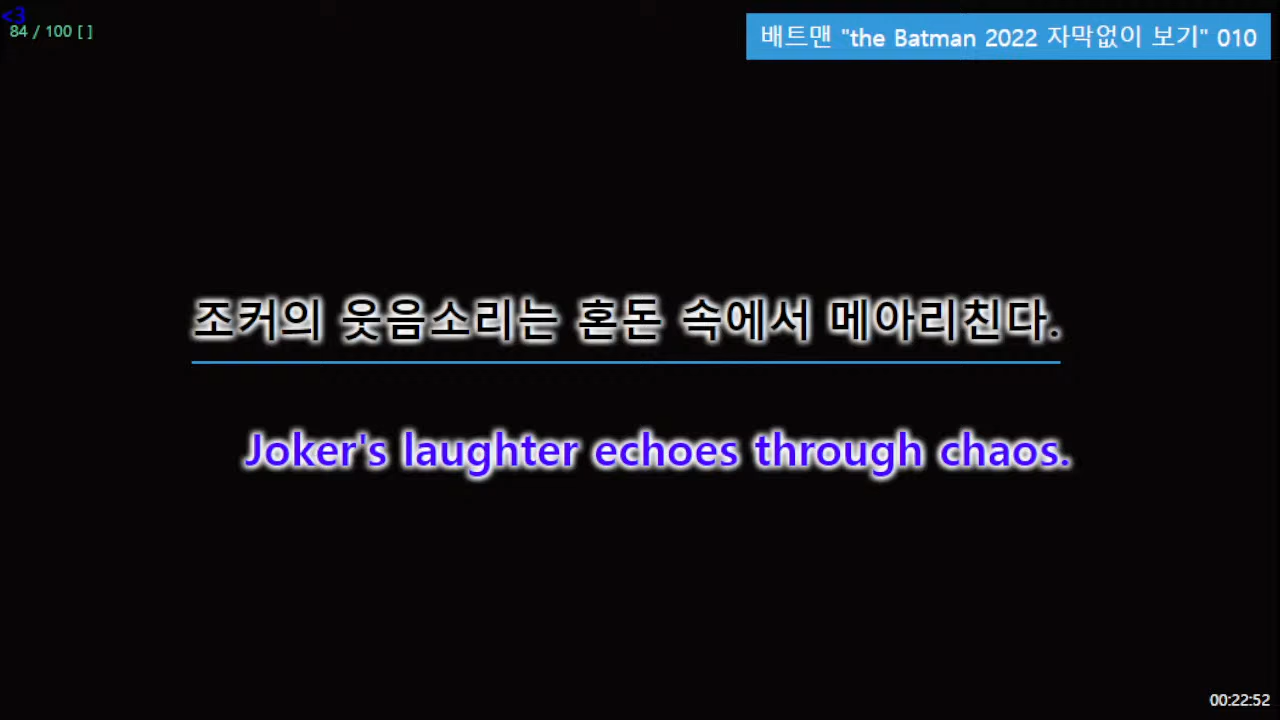 <3
84 / 100 [ ]
배트맨 "the Batman 2022 자막없이 보기" 010
조커의 웃음소리는 혼돈 속에서 메아리친다.
Joker's laughter echoes through chaos.
00:22:52